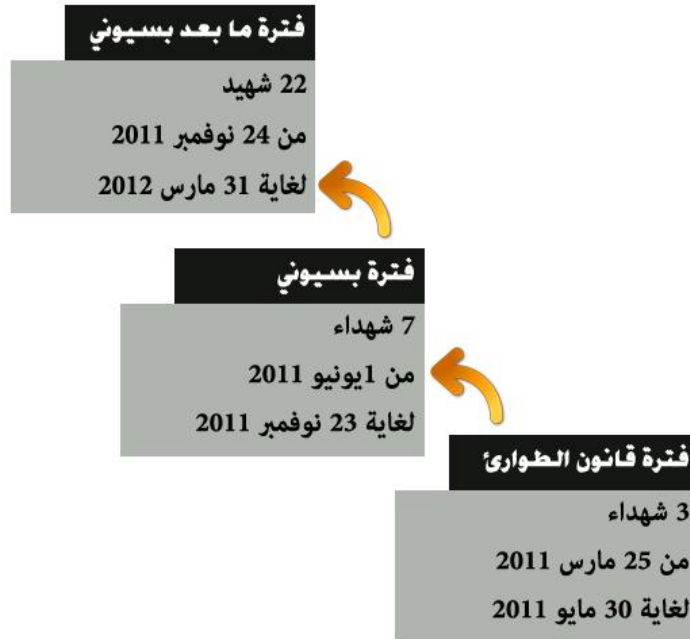 فترة ما بعد بسيوني
22 شهيد
من 24 نوفمبر 2011
لغاية 31 مارس 2012
فترة بسيوني
7 شهداء
من 1يونيو 2011
لغاية 23 نوفمبر 2011
فترة قانون الطوارئ
3 شهداء
من 25 مارس 2011
لغاية 30 مايو 2011